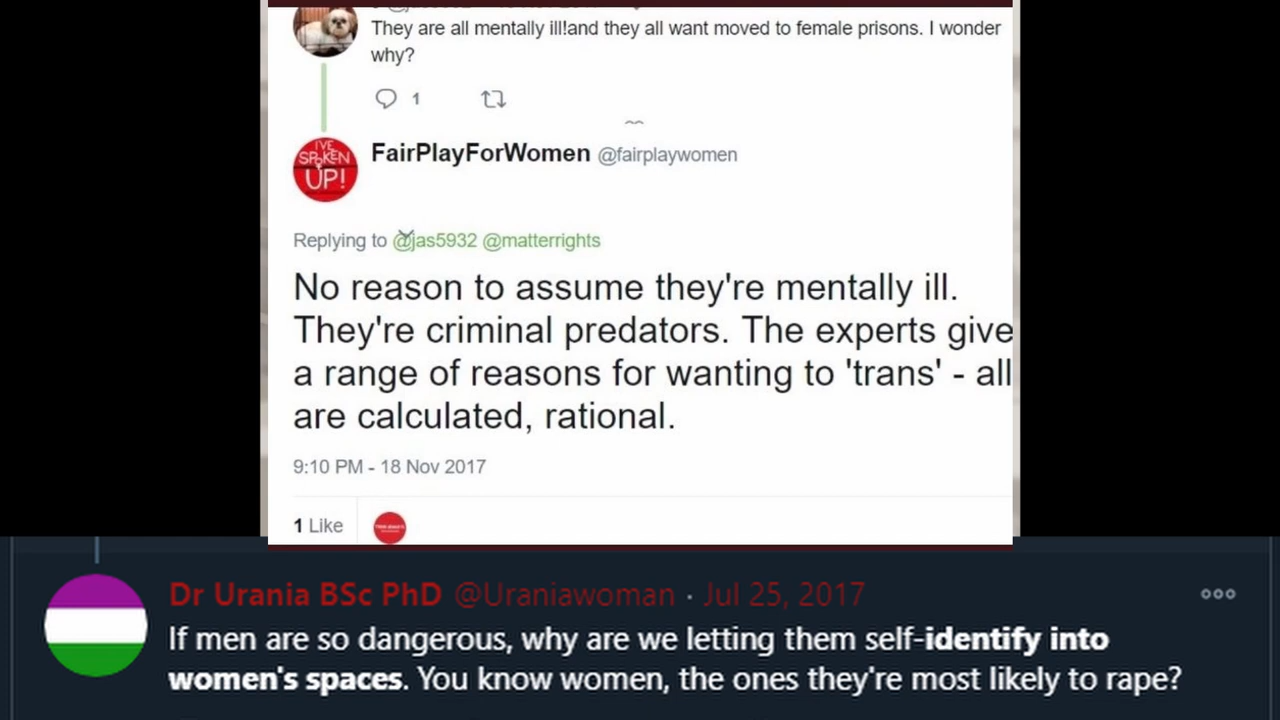 They are all mentally ill!and they all want moved to female prisons. I wonder
why?
1
I'VE
SPOKEN
UP!
FairPlayForWomen @fairplaywomen
Replying to @jas5932 @matterrights
No reason to assume they're mentally ill.
They're criminal predators. The experts give
a range of reasons for wanting to 'trans' - all
are calculated, rational.
9:10 PM - 18 Nov 2017
1 Like
Dr Urania BSc PhD @Uraniawoman · Jul 25, 2017
If men are so dangerous, why are we letting them self-identify into
women's spaces. You know women, the ones they're most likely to rape?